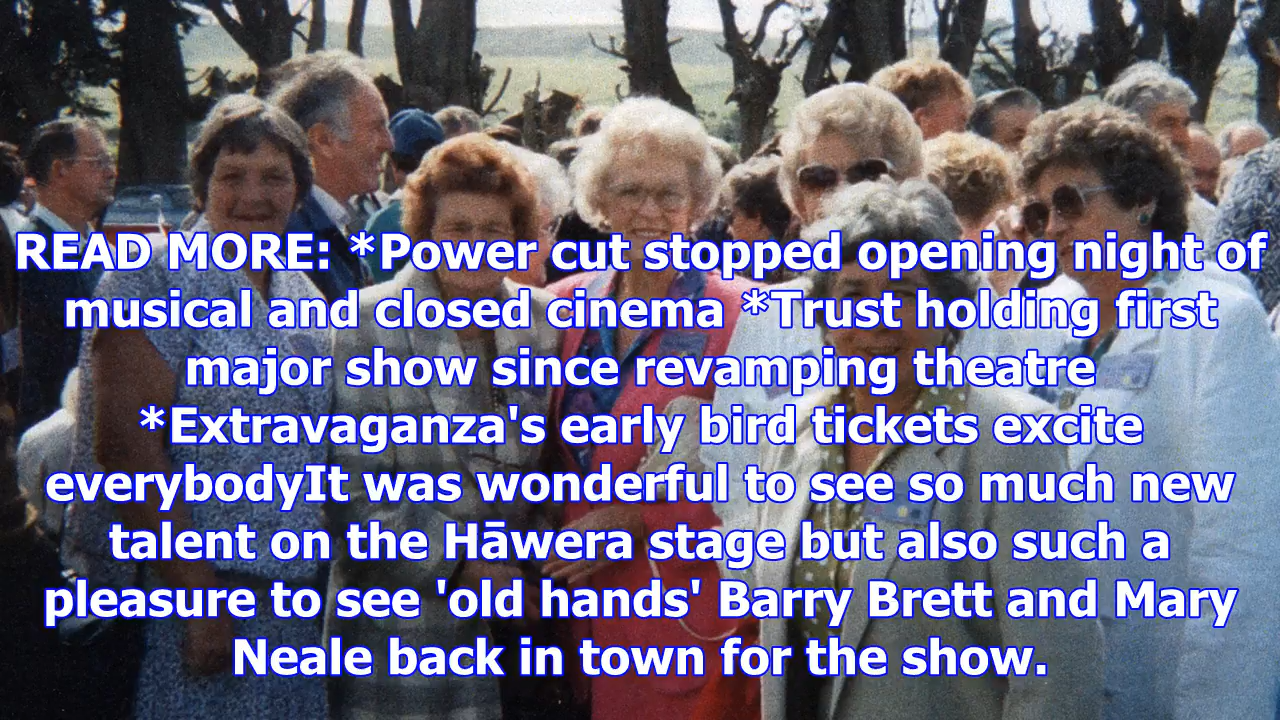 READ MORE: *Power cut stopped opening night of
musical and closed cinema *Trust holding first
major show since revamping theatre
*Extravaganza's early bird tickets excite
everybodyIt was wonderful to see so much new
talent on the Hāwera stage but also such a
pleasure to see 'old hands' Barry Brett and Mary
Neale back in town for the show.